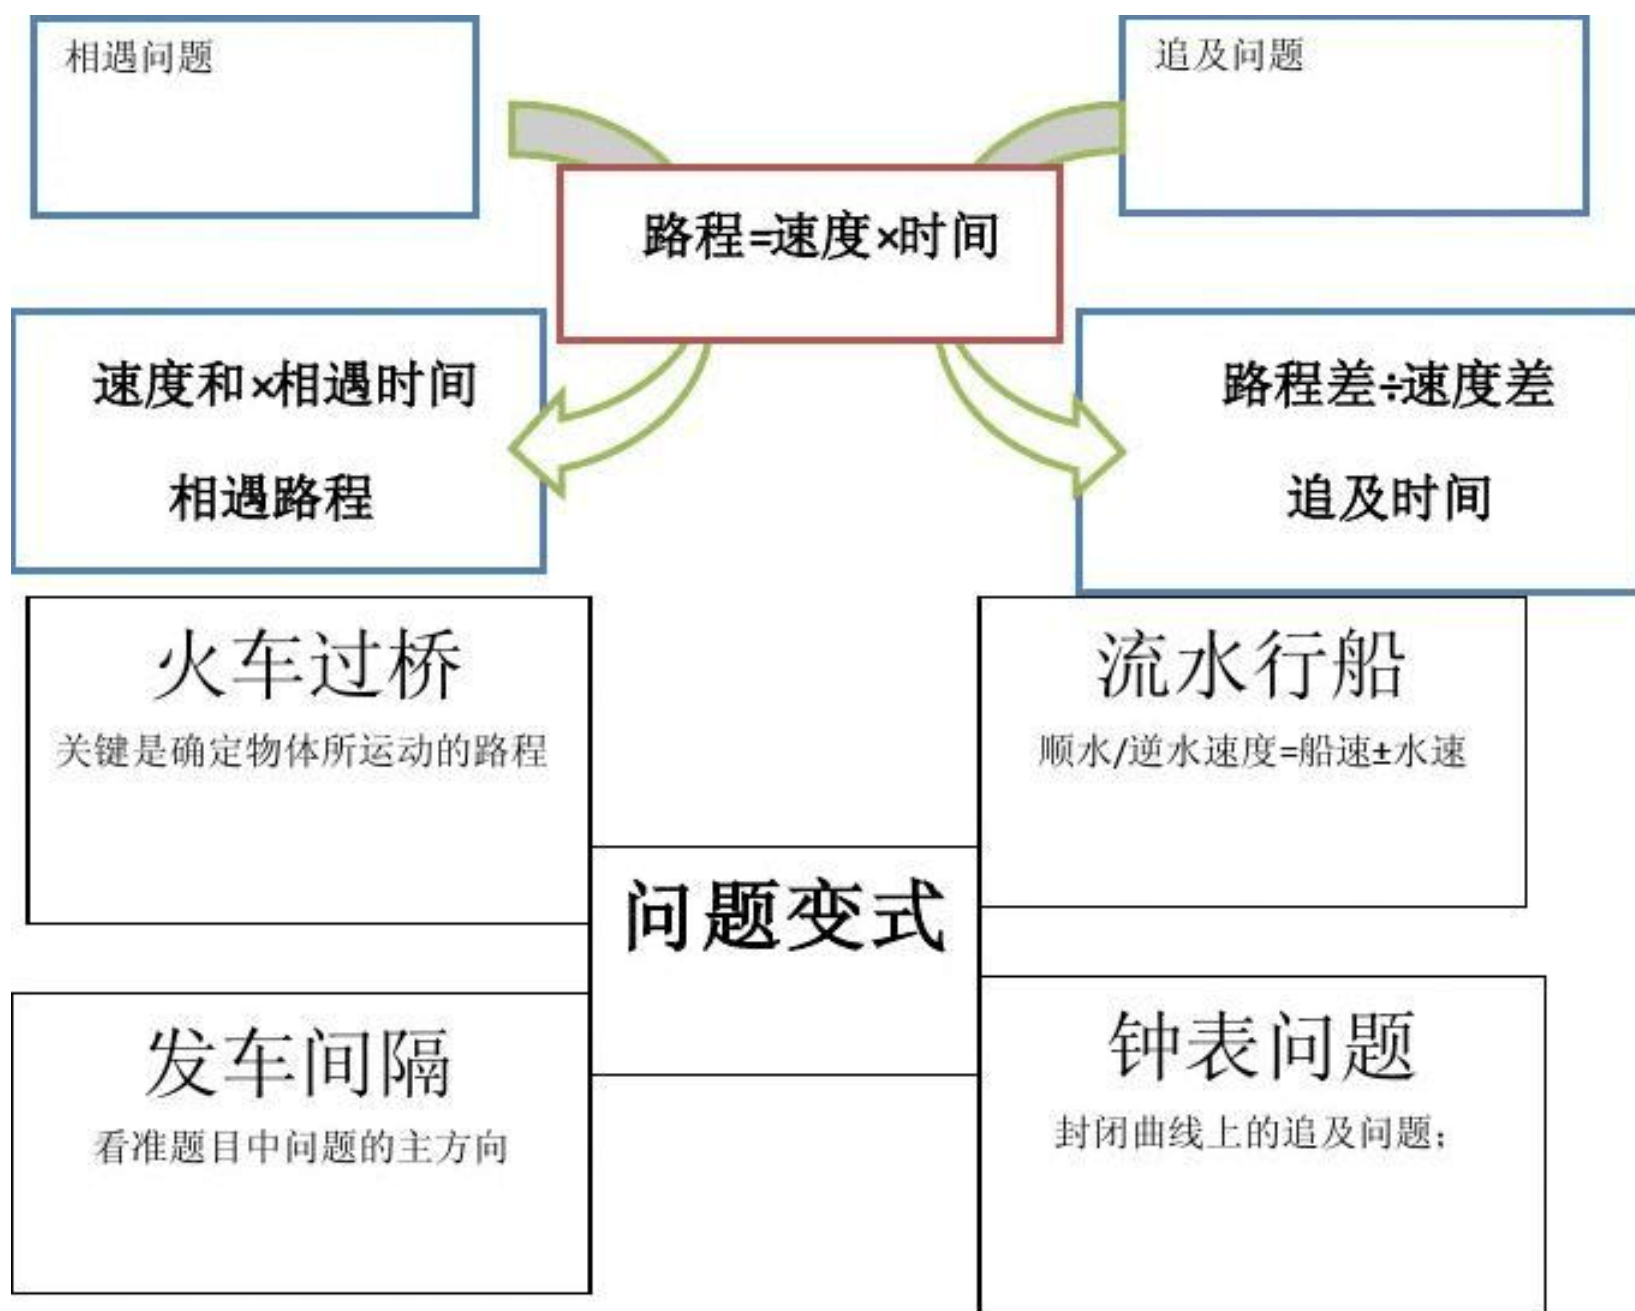 相遇问题
追及问题
路程=速度×时间
速度和×相遇时间
相遇路程
路程差÷速度差
追及时间
火车过桥
关键是确定物体所运动的路程
流水行船
顺水/逆水速度=船速±水速
问题变式
发车间隔
看准题目中问题的主方向
钟表问题
封闭曲线上的追及问题；